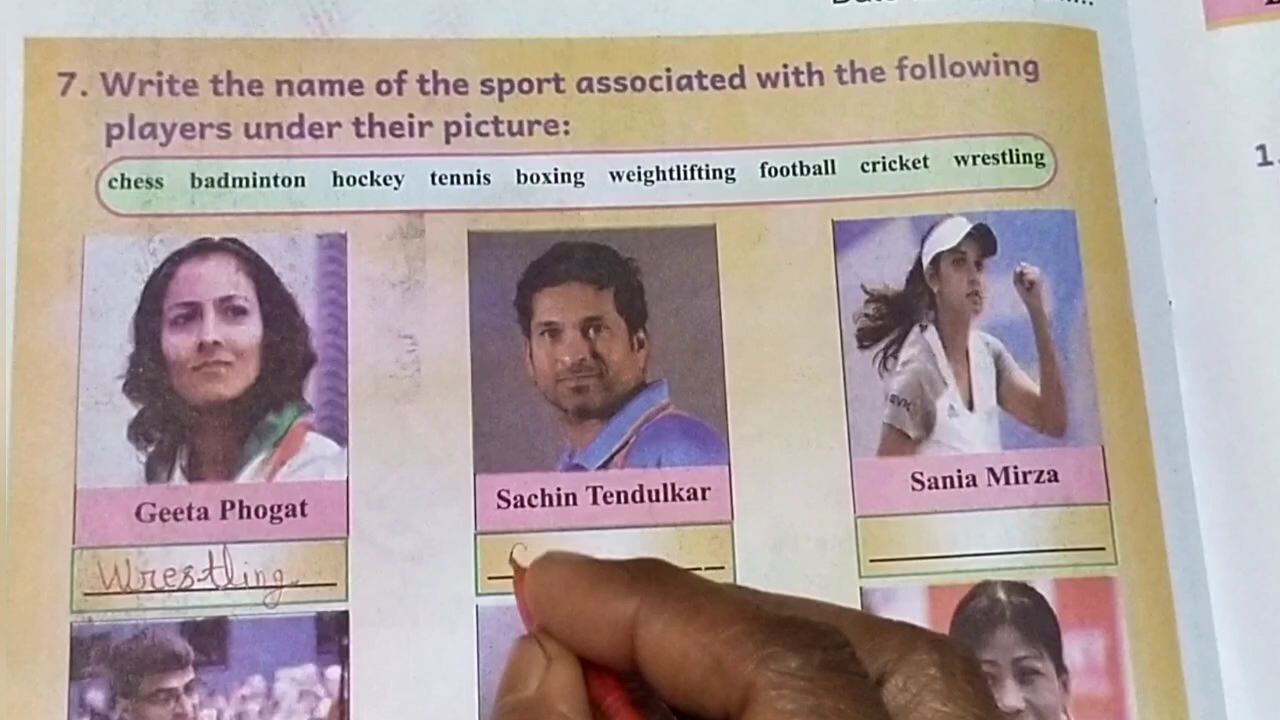 7. Write the name of the sport associated with the following
players under their picture:
chess badminton hockey tennis boxing weightlifting football cricket wrestling
Geeta Phogat
Sachin Tendulkar
Sania Mirza
Wrestling
1.